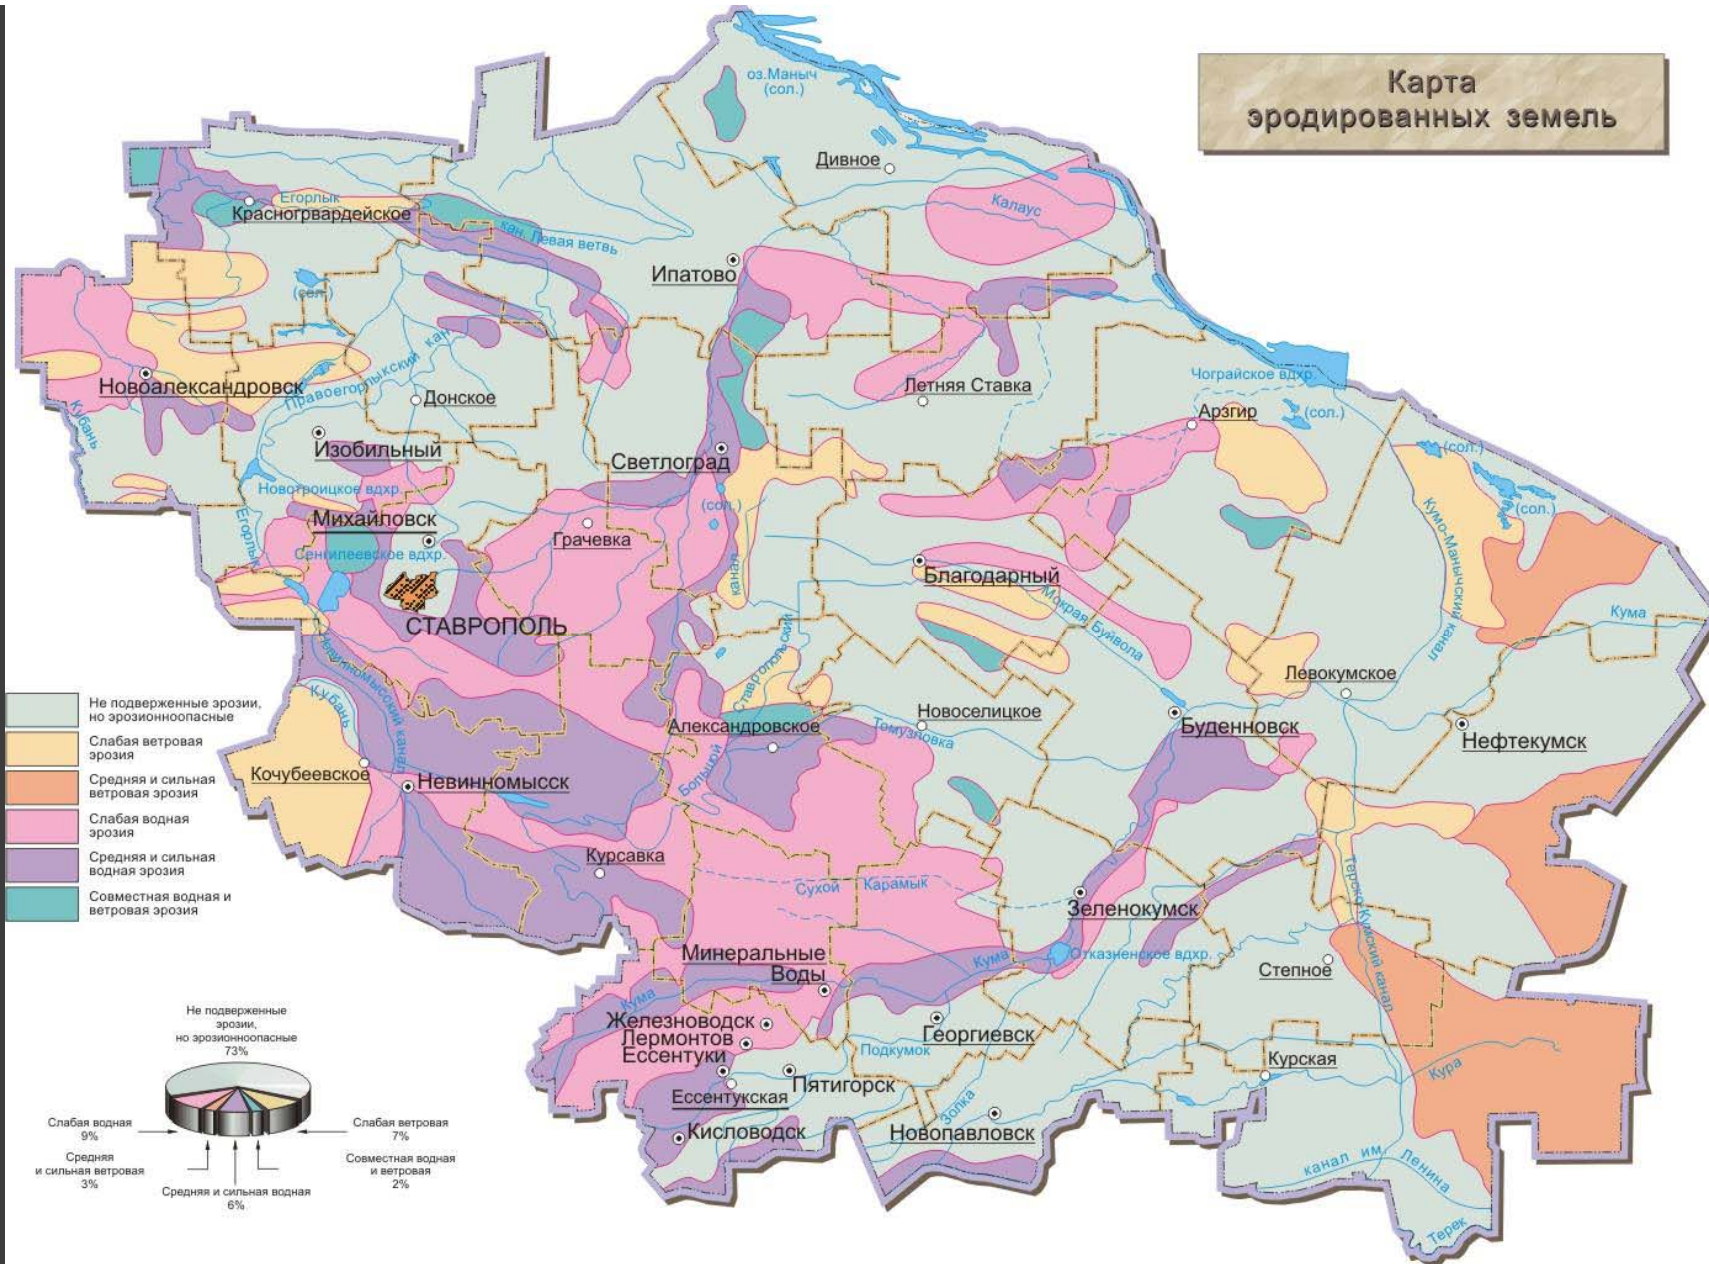 Карта
эродированных земель
оз.Маныч
(сол.)
Дивное
Егорлык
Красногвардейское
кан. Левая ветвь
Калаус
Ипатово
(сол.)
Новоалександровск
Правоегорлыкский кан.
Донское
Летняя Ставка
Чограйское вдхр.
Арзгир
(сол.)
Кубань
Изобильный
Светлоград
(сол.)
Новотроицкое вдхр.
(сол.)
(сол.)
Михайловск
Егорлык
Грачевка
Сенгилеевское вдхр.
канал
Благодарный
Мокрая Буйвола
Кумо-Манычский канал
Кума
СТАВРОПОЛЬ
Ставропольский
Невинномысский канал
Левокумское
Кубань
Александровское
Новоселицкое
Томузловка
Буденновск
Нефтекумск
Большой
Кочубеевское
Невинномысск
Курсавка
Сухой Карамык
Зеленокумск
Терско-Кумский канал
Минеральные
Воды
Кума
Отказненское вдхр.
Степное
Кума
Железноводск
Лермонтов
Ессентуки
Георгиевск
Подкумок
Курская
Кура
Пятигорск
Ессентукская
Золка
Кисловодск
Новопавловск
канал им. Ленина
Терек
Не подверженные эрозии,
но эрозионноопасные
Слабая ветровая
эрозия
Средняя и сильная
ветровая эрозия
Слабая водная
эрозия
Средняя и сильная
водная эрозия
Совместная водная и
ветровая эрозия
Не подверженные
эрозии,
но эрозионноопасные
73%
Слабая водная
9%
Слабая ветровая
7%
Средняя
и сильная ветровая
3%
Совместная водная
и ветровая
2%
Средняя и сильная водная
6%